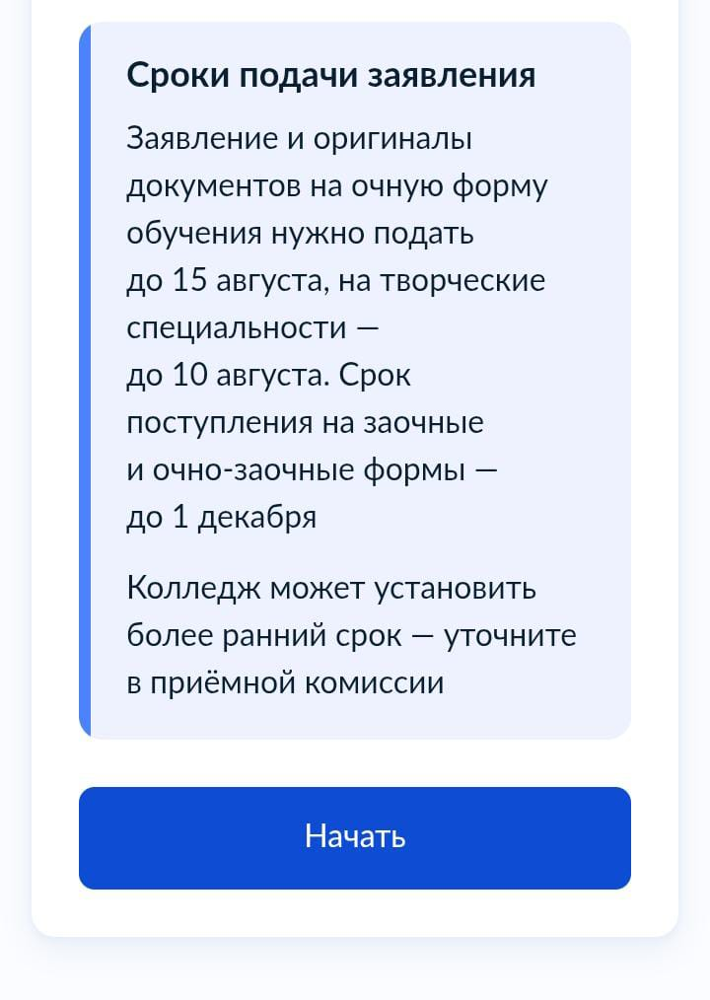 Сроки подачи заявления
Заявление и оригиналы
документов на очную форму
обучения нужно подать
до 15 августа, на творческие
специальности —
до 10 августа. Срок
поступления на заочные
и очно-заочные формы —
до 1 декабря
Колледж может установить
более ранний срок — уточните
в приёмной комиссии
Начать